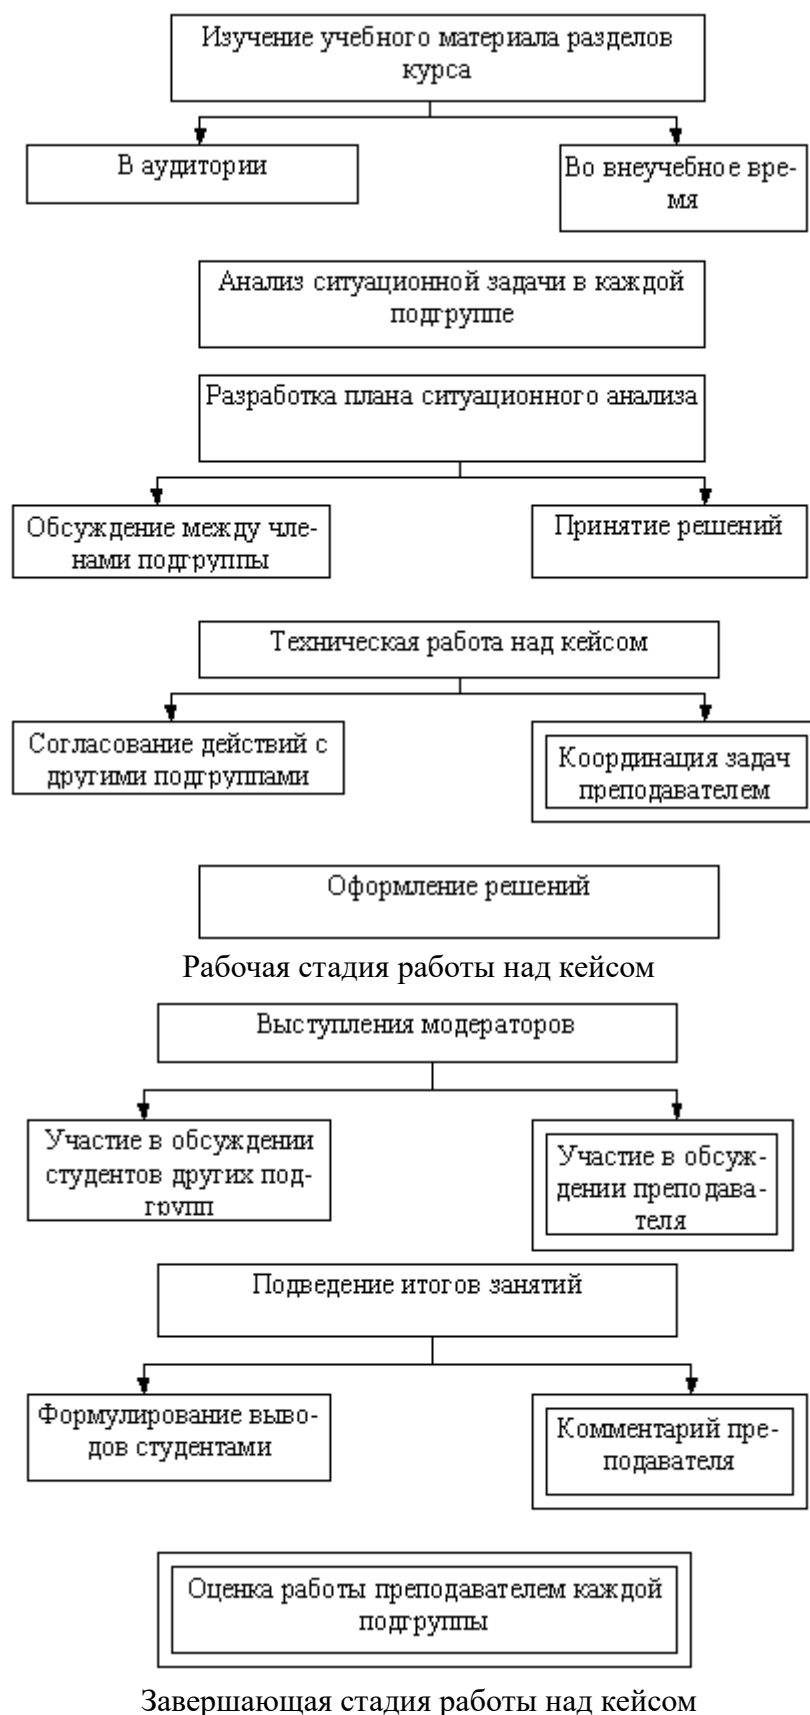 Изучение учебного материала разделов
курса
В аудитории
Во внеучебное вре-
мя
Анализ ситуационной задачи в каждой
подгруппе
Разработка плана ситуационного анализа
Обсуждение между чле-
нами подгруппы
Принятие решений
Техническая работа над кейсом
Согласование действий с
другими подгруппами
Координация задач
преподавателем
Оформление решений
Рабочая стадия работы над кейсом
Выступления модераторов
Участие в обсуждении
студентов других под-
групп
Участие в обсуж-
дении преподава-
теля
Подведение итогов занятий
Формулирование выво-
дов студентами
Комментарий пре-
подавателя
Оценка работы преподавателем каждой
подгруппы
Завершающая стадия работы над кейсом